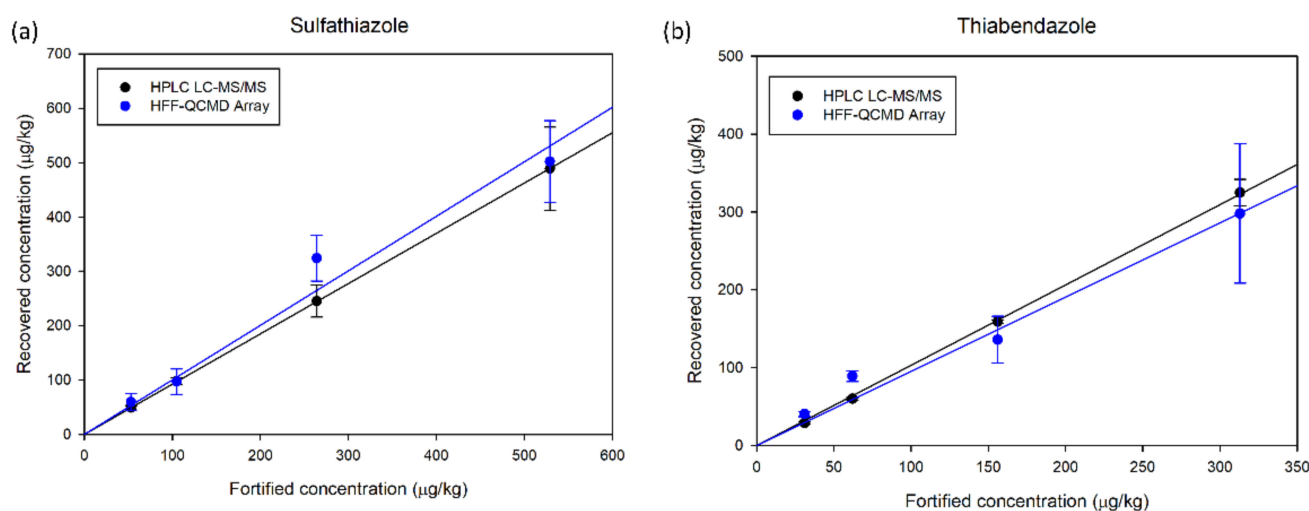 (a)
Sulfathiazole
700
600
500
400
300
200
100
0
HPLC LC-MS/MS
HFF-QCMD Array
Recovered concentration (μg/kg)
0 100 200 300 400 500 600
Fortified concentration (μg/kg)
(b)
Thiabendazole
500
400
300
200
100
0
HPLC LC-MS/MS
HFF-QCMD Array
Recovered concentration (μg/kg)
0 50 100 150 200 250 300 350
Fortified concentration (μg/kg)